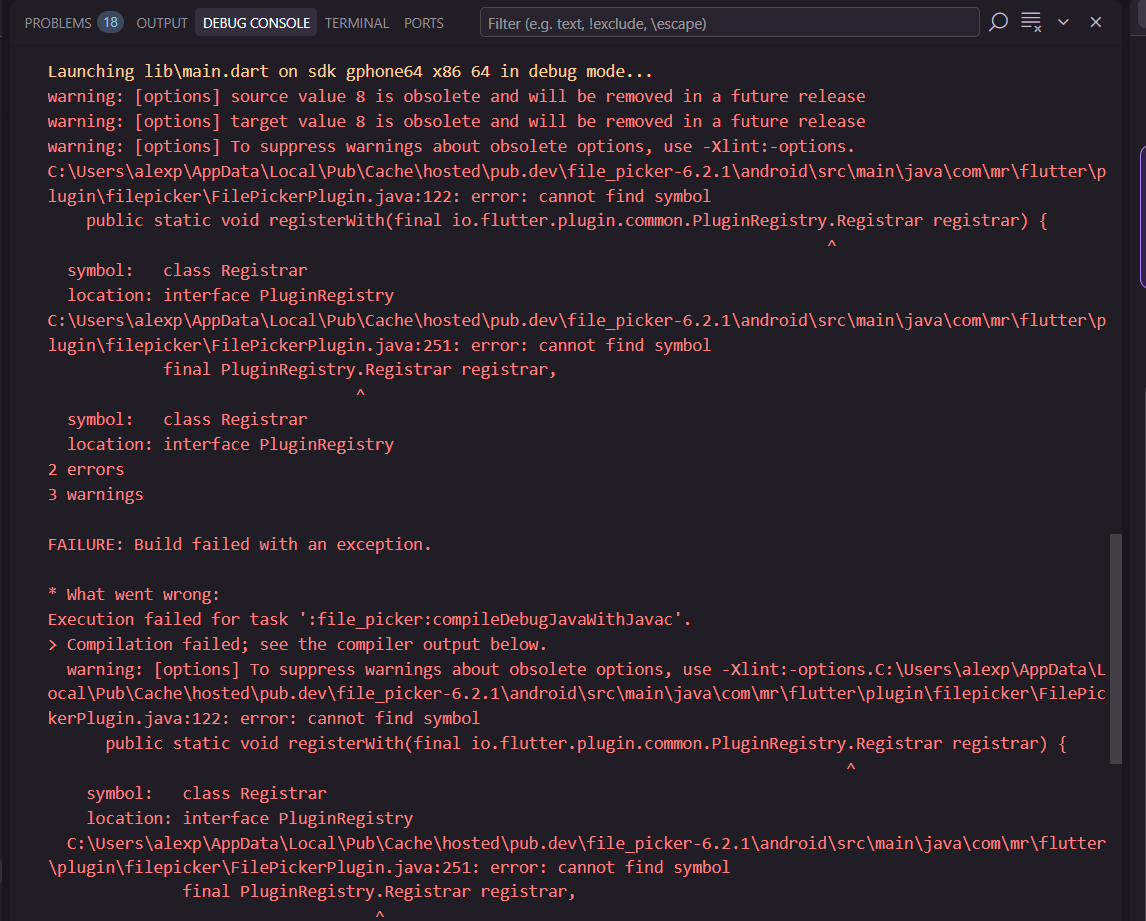 PROBLEMS 18 OUTPUT DEBUG CONSOLE TERMINAL PORTS Filter (e.g. text, !exclude, \escape)
Launching lib\main.dart on sdk gphone64 x86 64 in debug mode...
warning: [options] source value 8 is obsolete and will be removed in a future release
warning: [options] target value 8 is obsolete and will be removed in a future release
warning: [options] To suppress warnings about obsolete options, use -Xlint:-options.
C:\Users\alexp\AppData\Local\Pub\Cache\hosted\pub.dev\file_picker-6.2.1\android\src\main\java\com\mr\flutter\p
lugin\filepicker\FilePickerPlugin.java:122: error: cannot find symbol
    public static void registerWith(final io.flutter.plugin.common.PluginRegistry.Registrar registrar) {
                                                                                 ^
  symbol:   class Registrar
  location: interface PluginRegistry
C:\Users\alexp\AppData\Local\Pub\Cache\hosted\pub.dev\file_picker-6.2.1\android\src\main\java\com\mr\flutter\p
lugin\filepicker\FilePickerPlugin.java:251: error: cannot find symbol
            final PluginRegistry.Registrar registrar,
                                ^
  symbol:   class Registrar
  location: interface PluginRegistry
2 errors
3 warnings

FAILURE: Build failed with an exception.

* What went wrong:
Execution failed for task ':file_picker:compileDebugJavaWithJavac'.
> Compilation failed; see the compiler output below.
  warning: [options] To suppress warnings about obsolete options, use -Xlint:-options.C:\Users\alexp\AppData\L
ocal\Pub\Cache\hosted\pub.dev\file_picker-6.2.1\android\src\main\java\com\mr\flutter\plugin\filepicker\FilePic
kerPlugin.java:122: error: cannot find symbol
      public static void registerWith(final io.flutter.plugin.common.PluginRegistry.Registrar registrar) {
                                                                                   ^
    symbol:   class Registrar
    location: interface PluginRegistry
  C:\Users\alexp\AppData\Local\Pub\Cache\hosted\pub.dev\file_picker-6.2.1\android\src\main\java\com\mr\flutter
\plugin\filepicker\FilePickerPlugin.java:251: error: cannot find symbol
              final PluginRegistry.Registrar registrar,
                                  ^